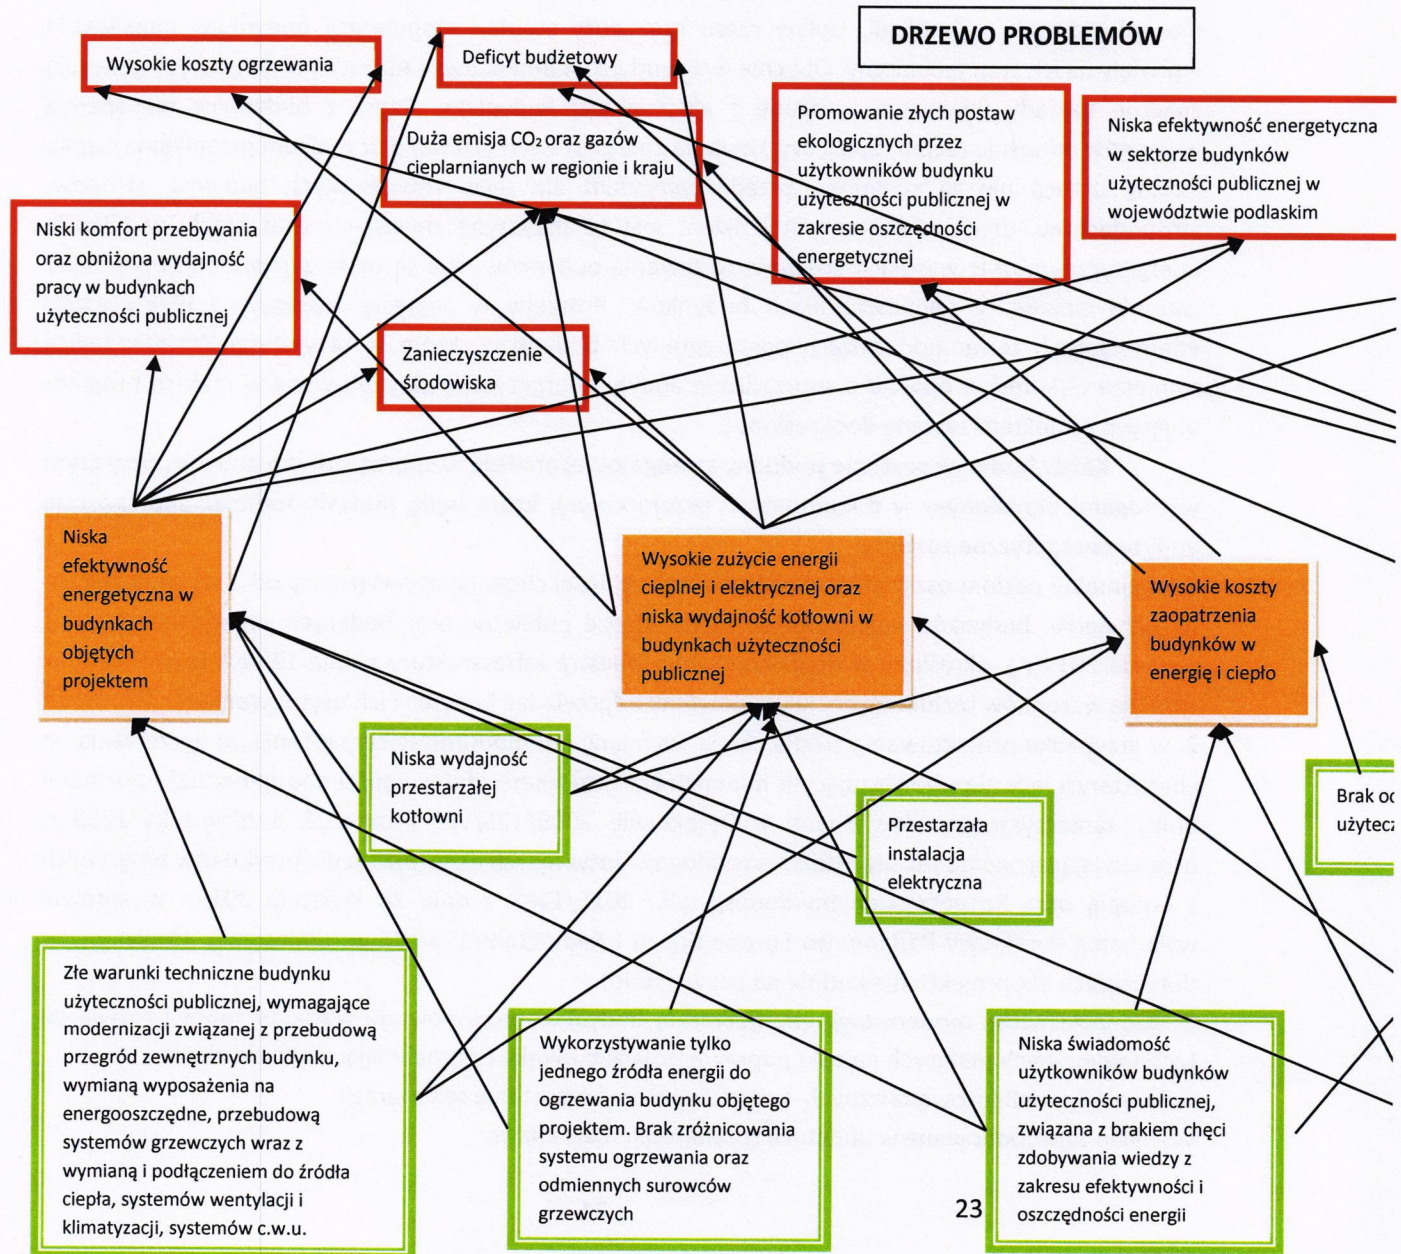 DRZEWO PROBLEMÓW
Wysokie koszty ogrzewania
Deficyt budżetowy
Duża emisja CO₂ oraz gazów
cieplarnianych w regionie i kraju
Promowanie złych postaw
ekologicznych przez
użytkowników budynku
użyteczności publicznej w
zakresie oszczędności
energetycznej
Niska efektywność energetyczna
w sektorze budynków
użyteczności publicznej w
województwie podlaskim
Niski komfort przebywania
oraz obniżona wydajność
pracy w budynkach
użyteczności publicznej
Zanieczyszczenie
środowiska
Niska
efektywność
energetyczna w
budynkach
objętych
projektem
Wysokie zużycie energii
cieplnej i elektrycznej oraz
niska wydajność kotłowni w
budynkach użyteczności
publicznej
Wysokie koszty
zaopatrzenia
budynków w
energię i ciepło
Niska wydajność
przestarzałej
kotłowni
Przestarzała
instalacja
elektryczna
Brak
Złe warunki techniczne budynku
użyteczności publicznej, wymagające
modernizacji związanej z przebudową
przegród zewnętrznych budynku,
wymianą wyposażenia na
energooszczędne, przebudową
systemów grzewczych wraz z
wymianą i podłączeniem do źródła
ciepła, systemów wentylacji i
klimatyzacji, systemów c.w.u.
Wykorzystywanie tylko
jednego źródła energii do
ogrzewania budynku objętego
projektem. Brak zróżnicowania
systemu ogrzewania oraz
odmiennych surowców
grzewczych
Niska świadomość
użytkowników budynków
użyteczności publicznej,
związana z brakiem chęci
zdobywania wiedzy z
zakresu efektywności i
oszczędności energii
23